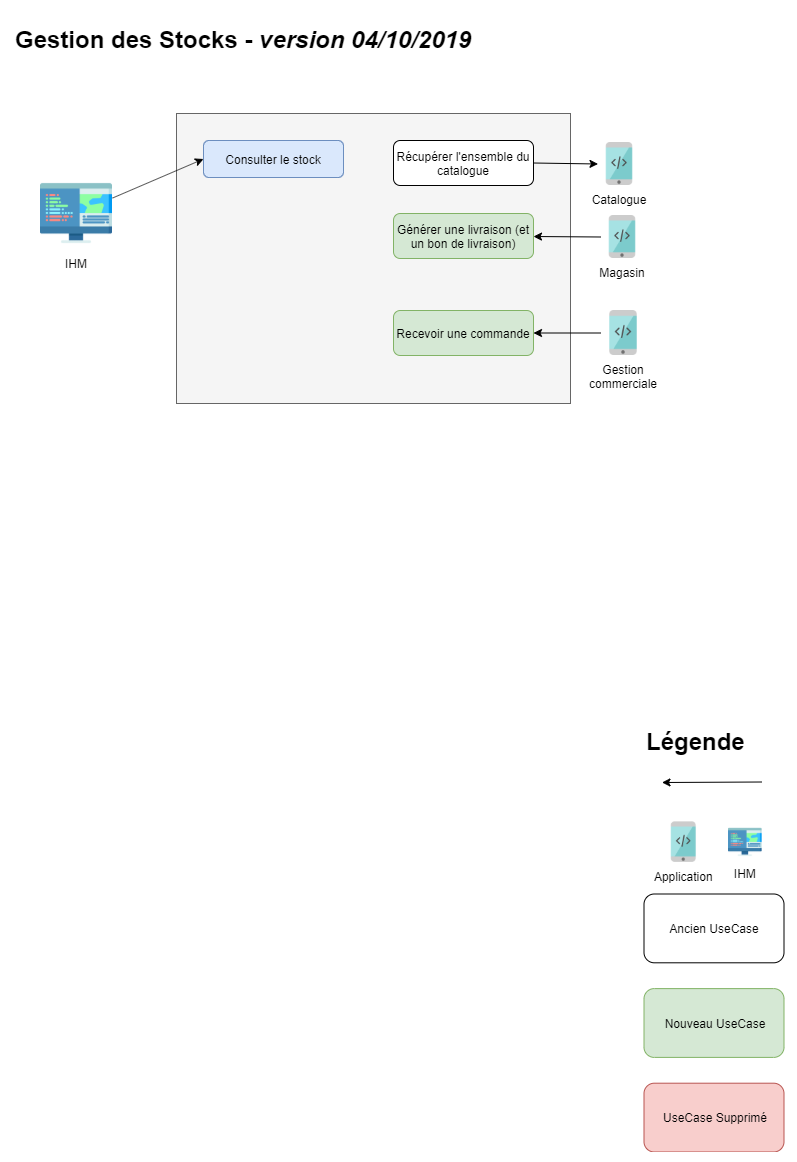 Gestion des Stocks - version 04/10/2019
Consulter le stock
Récupérer l'ensemble du
catalogue
Catalogue
IHM
Générer une livraison (et
un bon de livraison)
Magasin
Recevoir une commande
Gestion
commerciale
Légende
Application
IHM
Ancien UseCase
Nouveau UseCase
UseCase Supprimé